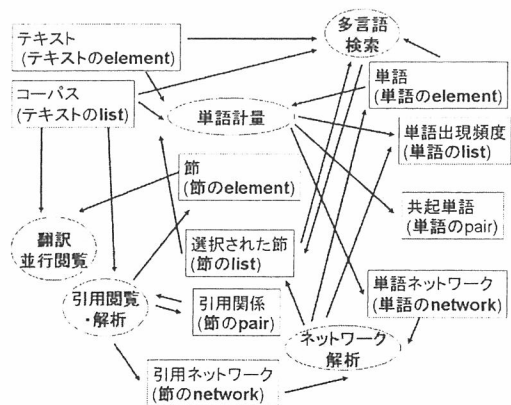 テキスト
(テキストのelement)
多言語
検索
コーパス
(テキストのlist)
単語
(単語のelement)
単語計量
単語出現頻度
(単語のlist)
節
(節のelement)
共起単語
(単語のpair)
翻訳
並行閲覧
選択された節
(節のlist)
引用閲覧
・解析
引用関係
(節のpair)
単語ネットワーク
(単語のnetwork)
ネットワーク
解析
引用ネットワーク
(節のnetwork)